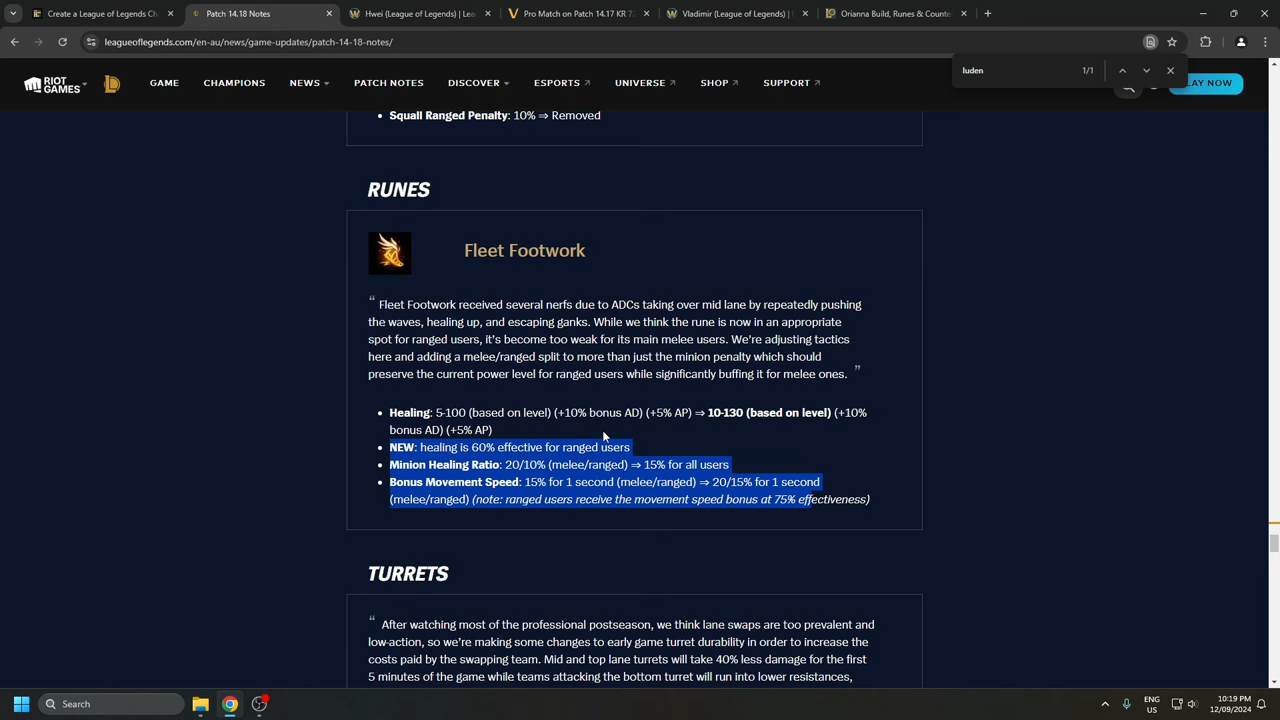 Create a League of Legends Ch
Patch 14.18 Notes
Hwei (League of Legends) | Lea
Pro Match on Patch 14.17 KR 7
Vladimir (League of Legends) |
Orianna Build, Runes & Counte
leagueoflegends.com/en-au/news/game-updates/patch-14-18-notes/
luden
1/1
RIOT GAMES
GAME
CHAMPIONS
NEWS
PATCH NOTES
DISCOVER
ESPORTS
UNIVERSE
SHOP
SUPPORT
LAY NOW
• Squall Ranged Penalty: 10% ⇒ Removed
RUNES
Fleet Footwork
“ Fleet Footwork received several nerfs due to ADCs taking over mid lane by repeatedly pushing
the waves, healing up, and escaping ganks. While we think the rune is now in an appropriate
spot for ranged users, it's become too weak for its main melee users. We're adjusting tactics
here and adding a melee/ranged split to more than just the minion penalty which should
preserve the current power level for ranged users while significantly buffing it for melee ones. ”
• Healing: 5-100 (based on level) (+10% bonus AD) (+5% AP) ⇒ 10-130 (based on level) (+10%
bonus AD) (+5% AP)
• NEW: healing is 60% effective for ranged users
• Minion Healing Ratio: 20/10% (melee/ranged) ⇒ 15% for all users
• Bonus Movement Speed: 15% for 1 second (melee/ranged) ⇒ 20/15% for 1 second
(melee/ranged) (note: ranged users receive the movement speed bonus at 75% effectiveness)
TURRETS
“ After watching most of the professional postseason, we think lane swaps are too prevalent and
low-action, so we're making some changes to early game turret durability in order to increase the
costs paid by the swapping team. Mid and top lane turrets will take 40% less damage for the first
5 minutes of the game while teams attacking the bottom turret will run into lower resistances,
Search
ENG
US
10:19 PM
12/09/2024